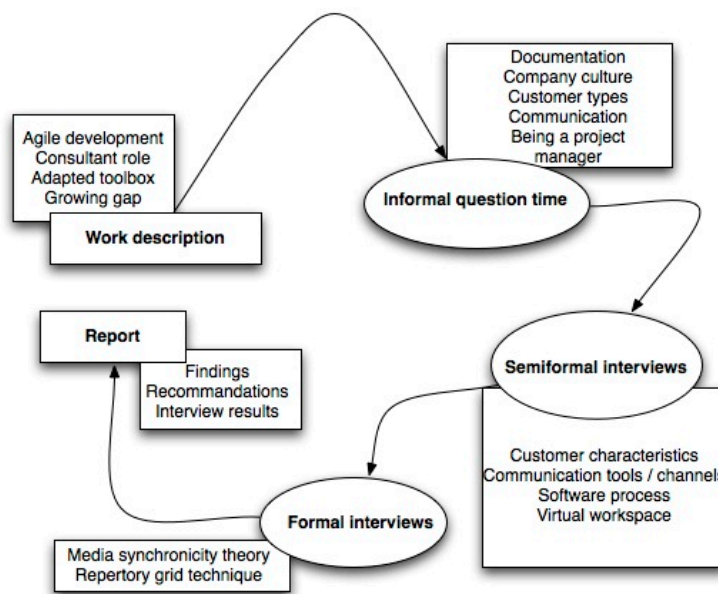 Agile development
Consultant role
Adapted toolbox
Growing gap
Work description
Documentation
Company culture
Customer types
Communication
Being a project
manager
Informal question time
Semiformal interviews
Customer characteristics
Communication tools / channels
Software process
Virtual workspace
Formal interviews
Media synchronicity theory
Repertory grid technique
Report
Findings
Recommandations
Interview results